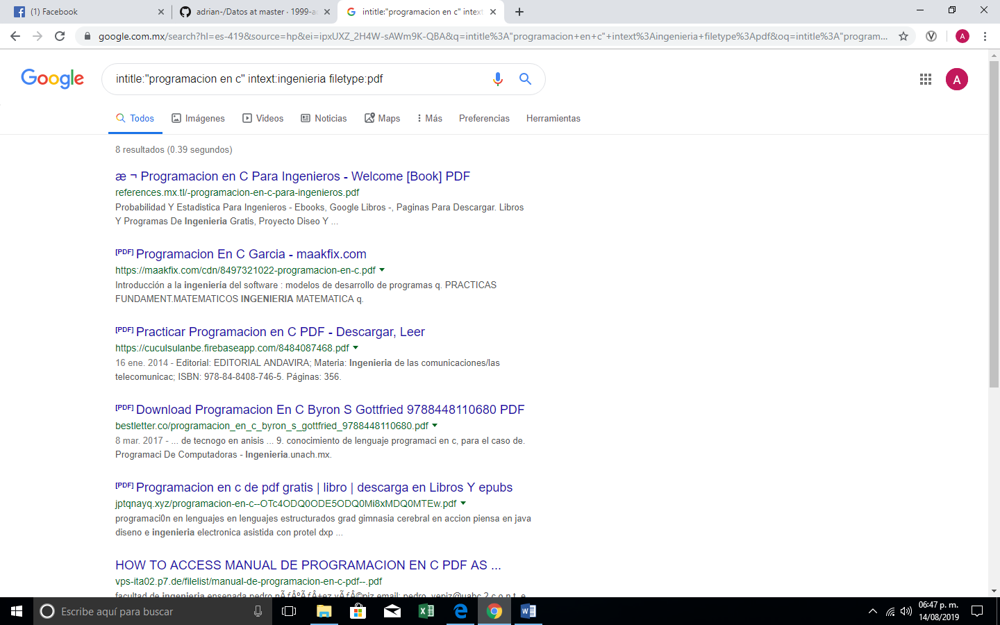 (1) Facebook
adrian-/Datos at master · 1999-a
intitle:"programacion en c" intext
google.com.mx/search?hl=es-419&source=hp&ei=ipxUXZ_2H4W-sAWm9K-QBA&q=intitle%3A"programacion+en+c"+intext%3Aingenieria+filetype%3Apdf&oq=intitle%3A"program...
A
Google
intitle:"programacion en c" intext:ingenieria filetype:pdf
A
Todos Imágenes Videos Noticias Maps Más Preferencias Herramientas
8 resultados (0.39 segundos)
æ ¬ Programacion en C Para Ingenieros - Welcome [Book] PDF
references.mx.tl/-programacion-en-c-para-ingenieros.pdf
Probabilidad Y Estadistica Para Ingenieros - Ebooks, Google Libros -, Paginas Para Descargar. Libros
Y Programas De Ingenieria Gratis, Proyecto Diseo Y ...
[PDF] Programacion En C Garcia - maakfix.com
https://maakfix.com/cdn/8497321022-programacion-en-c.pdf
Introducción a la ingeniería del software : modelos de desarrollo de programas q. PRACTICAS
FUNDAMENT.MATEMATICOS INGENIERIA MATEMATICA q.
[PDF] Practicar Programacion en C PDF - Descargar, Leer
https://cuculsulanbe.firebaseapp.com/8484087468.pdf
16 ene. 2014 - Editorial: EDITORIAL ANDAVIRA; Materia: Ingenieria de las comunicaciones/las
telecomunicac; ISBN: 978-84-8408-746-5. Páginas: 356.
[PDF] Download Programacion En C Byron S Gottfried 9788448110680 PDF
bestletter.co/programacion_en_c_byron_s_gottfried_9788448110680.pdf
8 mar. 2017 - ... de tecnogo en anisis ... 9. conocimiento de lenguaje programaci en c, para el caso de.
Programaci De Computadoras - Ingenieria.unach.mx.
[PDF] Programacion en c de pdf gratis | libro | descarga en Libros Y epubs
jptqnayq.xyz/programacion-en-c--OTc4ODQ0ODE5ODQ0Mi8xMDQ0MTEw.pdf
programaci0n en lenguajes en lenguajes estructurados grad gimnasia cerebral en accion piensa en java
diseno e ingenieria electronica asistida con protel dxp ...
HOW TO ACCESS MANUAL DE PROGRAMACION EN C PDF AS ...
vps-ita02.p7.de/filelist/manual-de-programacion-en-c-pdf--.pdf
facultad de ingenieria ensenada pedro
Escribe aquí para buscar
06:47 p. m.
14/08/2019